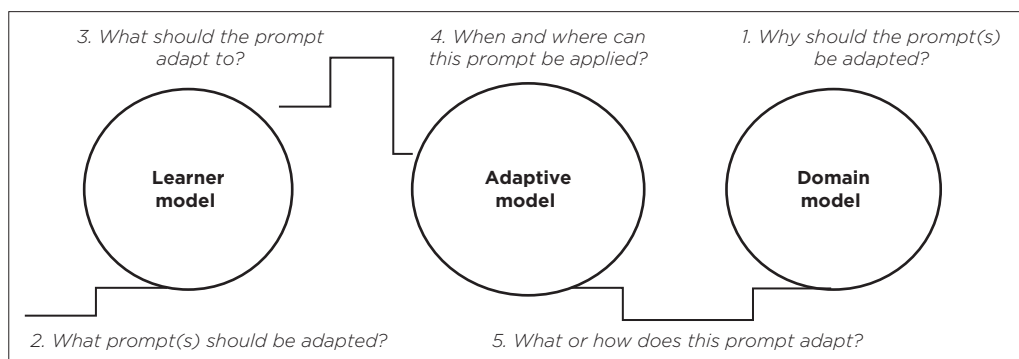 3. What should the prompt
adapt to?
4. When and where can
this prompt be applied?
1. Why should the prompt(s)
be adapted?
Learner
model
Adaptive
model
Domain
model
2. What prompt(s) should be adapted?
5. What or how does this prompt adapt?